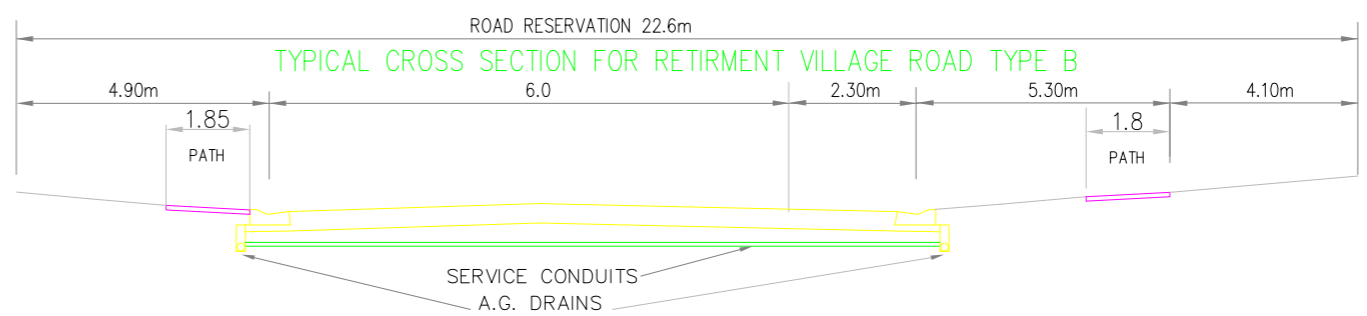 ROAD RESERVATION 22.6m
TYPICAL CROSS SECTION FOR RETIRMENT VILLAGE ROAD TYPE B
4.90m 6.0 2.30m 5.30m 4.10m
1.85 1.8
PATH PATH
SERVICE CONDUITS
A.G. DRAINS